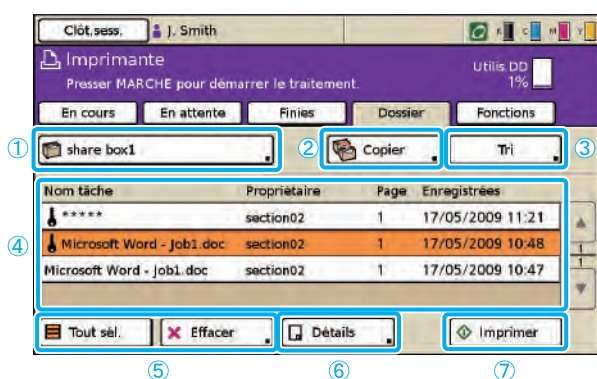 Clôt.sess. J. Smith K C M Y
Imprimante
Utilis.DD
Presser MARCHE pour démarrer le traitement. 1%
En cours En attente Finies Dossier Fonctions
① share box1 ② Copier Tri ③
Nom tâche Propriétaire Page Enregistrées
***** section02 1 17/05/2009 11:21
④ Microsoft Word - Job1.doc section02 1 17/05/2009 10:48 1
Microsoft Word - Job1.doc section02 1 17/05/2009 10:47 1
Tout sél. Effacer Détails Imprimer
⑤ ⑥ ⑦